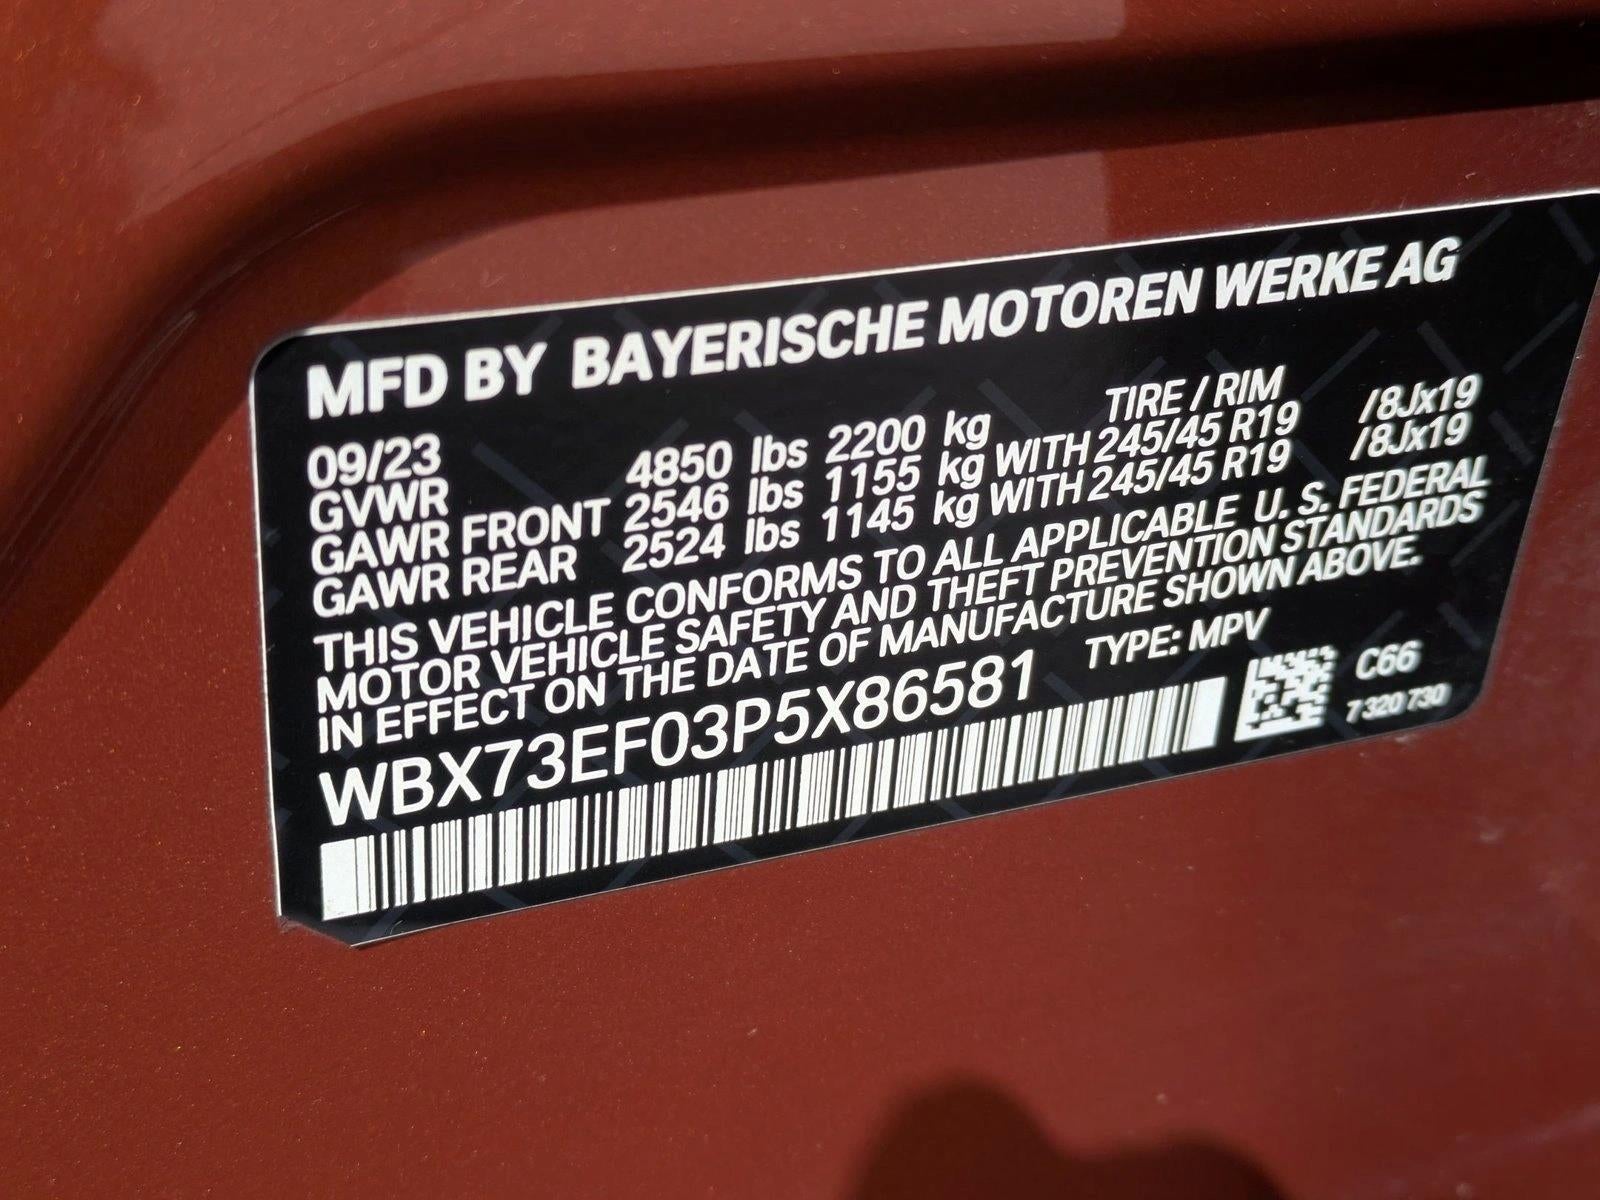 MFD BY BAYERISCHE MOTOREN WERKE AG
09/23 TIRE / RIM
GVWR 4850 lbs 2200 kg
GAWR FRONT 2546 lbs 1155 kg WITH 245/45 R19 /8Jx19
GAWR REAR 2524 lbs 1145 kg WITH 245/45 R19 /8Jx19
THIS VEHICLE CONFORMS TO ALL APPLICABLE U. S. FEDERAL
MOTOR VEHICLE SAFETY AND THEFT PREVENTION STANDARDS
IN EFFECT ON THE DATE OF MANUFACTURE SHOWN ABOVE.
WBX73EF03P5X86581 TYPE: MPV
C66
7 320 730